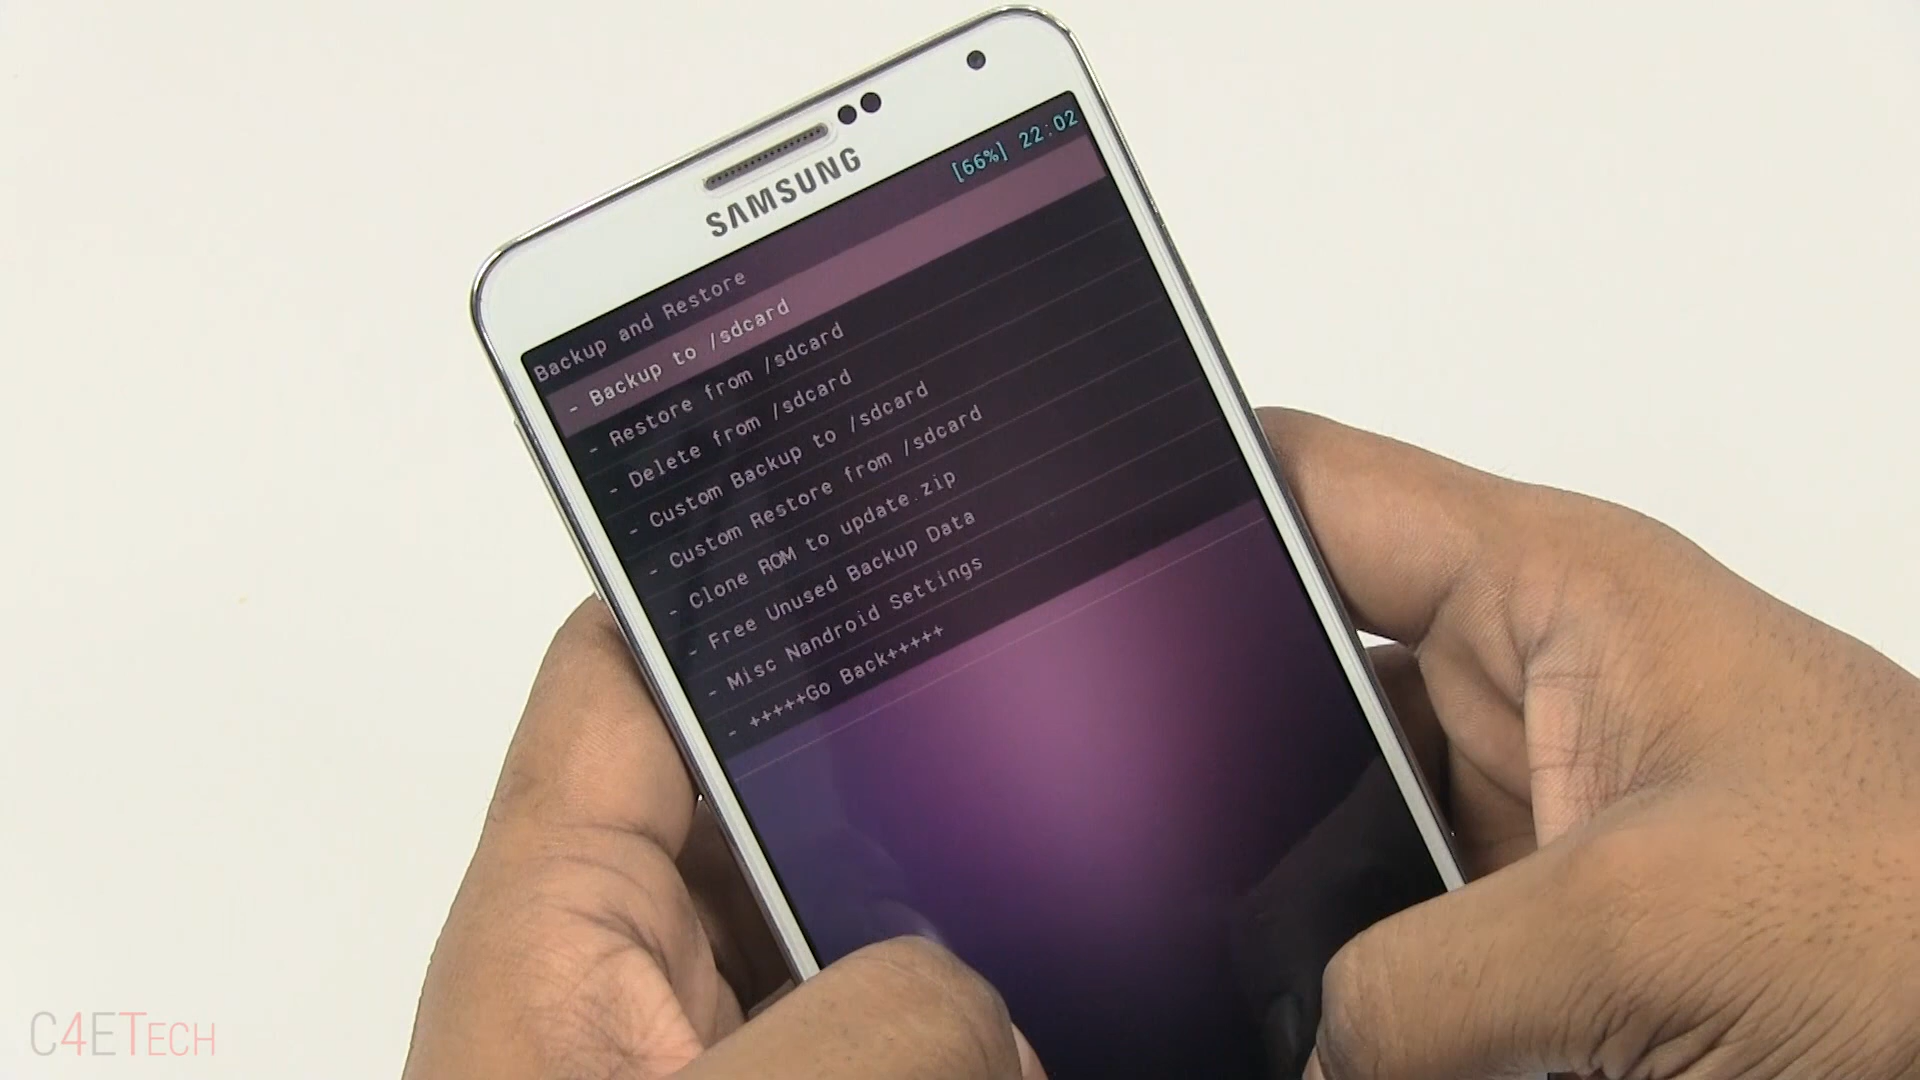 SAMSUNG
[66%] 22:02
Backup and Restore
- Backup to /sdcard
- Restore from /sdcard
- Delete from /sdcard
- Custom Backup to /sdcard
- Custom Restore from /sdcard
- Clone ROM to update.zip
- Free Unused Backup Data
- Misc Nandroid Settings
- +++++Go Back+++++
C4ETECH